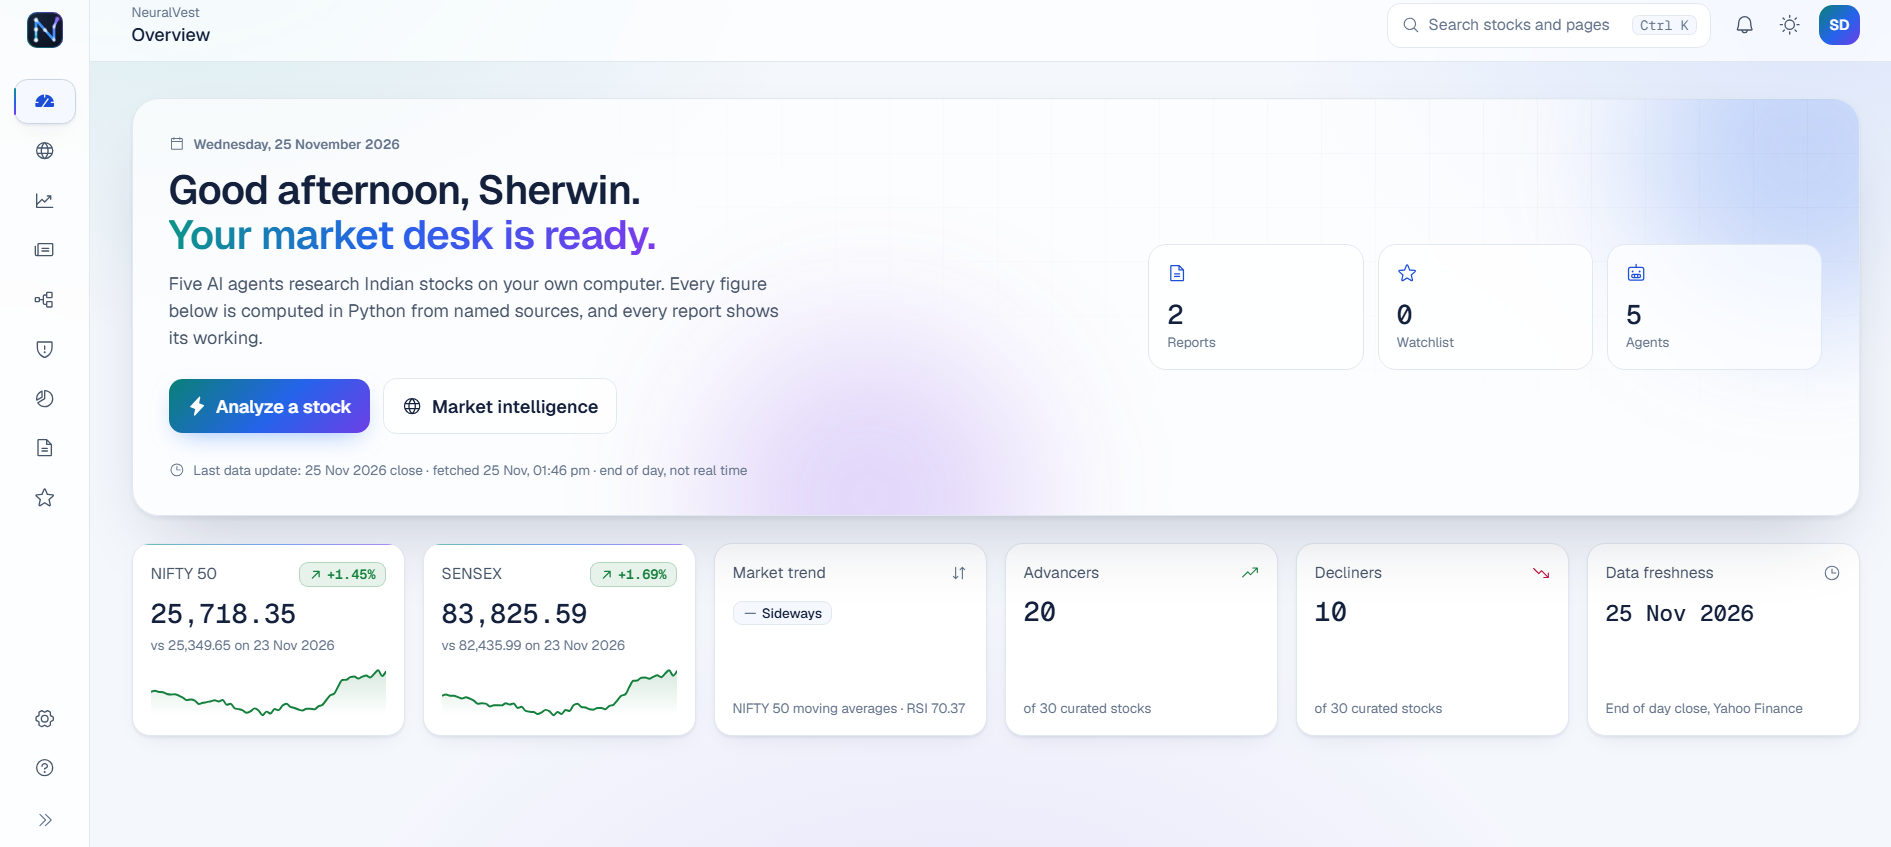 NeuralVest
Overview
Search stocks and pages
Ctrl K
SD
Wednesday, 25 November 2026
Good afternoon, Sherwin.
Your market desk is ready.
Five AI agents research Indian stocks on your own computer. Every figure
below is computed in Python from named sources, and every report shows
its working.
Analyze a stock
Market intelligence
Last data update: 25 Nov 2026 close · fetched 25 Nov, 01:46 pm · end of day, not real time
2
Reports
0
Watchlist
5
Agents
NIFTY 50
+1.45%
25,718.35
vs 25,349.65 on 23 Nov 2026
SENSEX
+1.69%
83,825.59
vs 82,435.99 on 23 Nov 2026
Market trend
Sideways
NIFTY 50 moving averages · RSI 70.37
Advancers
20
of 30 curated stocks
Decliners
10
of 30 curated stocks
Data freshness
25 Nov 2026
End of day close, Yahoo Finance